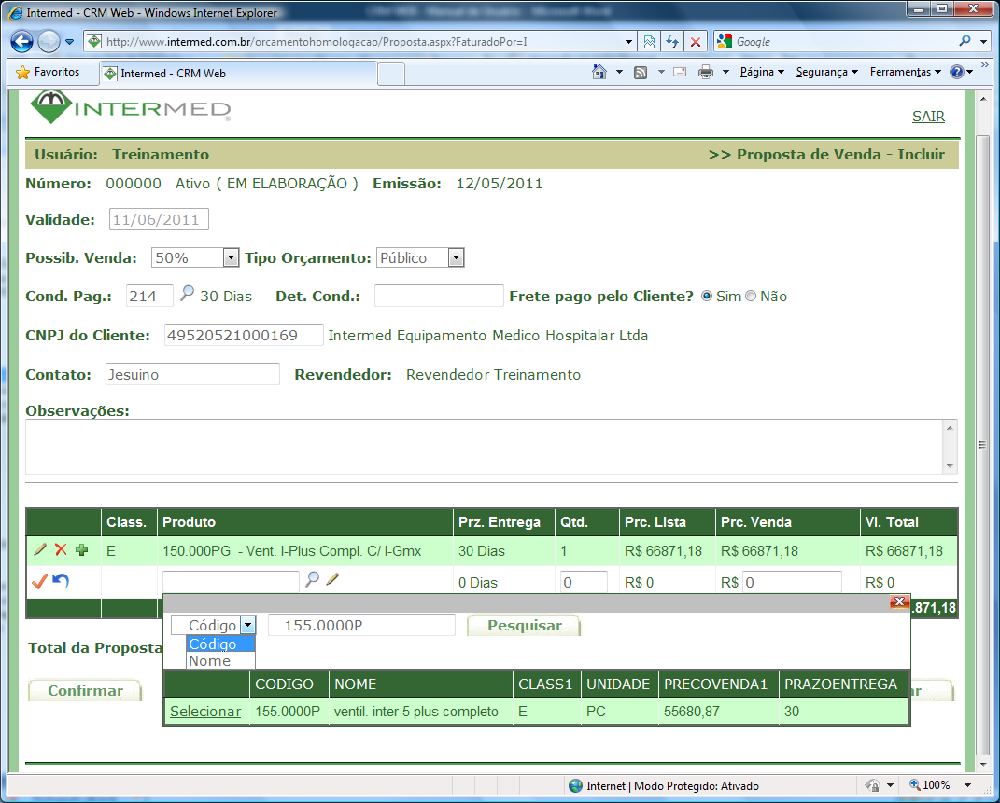 Intermed - CRM Web - Windows Internet Explorer
http://www.intermed.com.br/orcamentohomologacao/Proposta.aspx?FaturadoPor=I
Google
Favoritos
Intermed - CRM Web
Página
Segurança
Ferramentas
INTERMED®
SAIR
Usuário: Treinamento
>> Proposta de Venda - Incluir
Número: 000000 Ativo ( EM ELABORAÇÃO ) Emissão: 12/05/2011
Validade: 11/06/2011
Possib. Venda: 50% Tipo Orçamento: Público
Cond. Pag.: 214 30 Dias Det. Cond.: Frete pago pelo Cliente? Sim Não
CNPJ do Cliente: 49520521000169 Intermed Equipamento Medico Hospitalar Ltda
Contato: Jesuino Revendedor: Revendedor Treinamento
Observações:
Class. Produto Prz. Entrega Qtd. Prc. Lista Prc. Venda Vl. Total
E 150.000PG - Vent. I-Plus Compl. C/ I-Gmx 30 Dias 1 R$ 66871,18 R$ 66871,18 R$ 66871,18
0 Dias 0 R$ 0 R$ 0 R$ 0
.871,18
Código 155.0000P Pesquisar
Código
Nome
Total da Proposta
CODIGO NOME CLASS1 UNIDADE PRECOVENDA1 PRAZOENTREGA
Confirmar
ar
Selecionar 155.0000P ventil. inter 5 plus completo E PC 55680,87 30
Internet | Modo Protegido: Ativado
100%